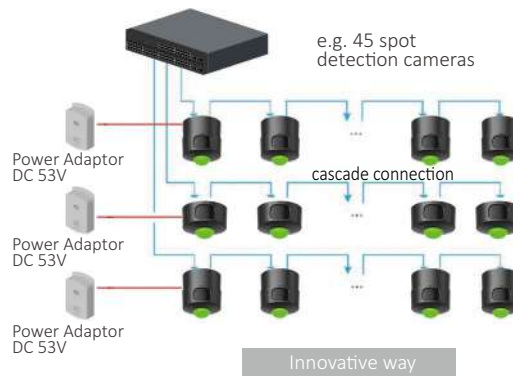 e.g. 45 spot
detection cameras
Power Adaptor
DC 53V
cascade connection
Power Adaptor
DC 53V
Power Adaptor
DC 53V
Innovative way